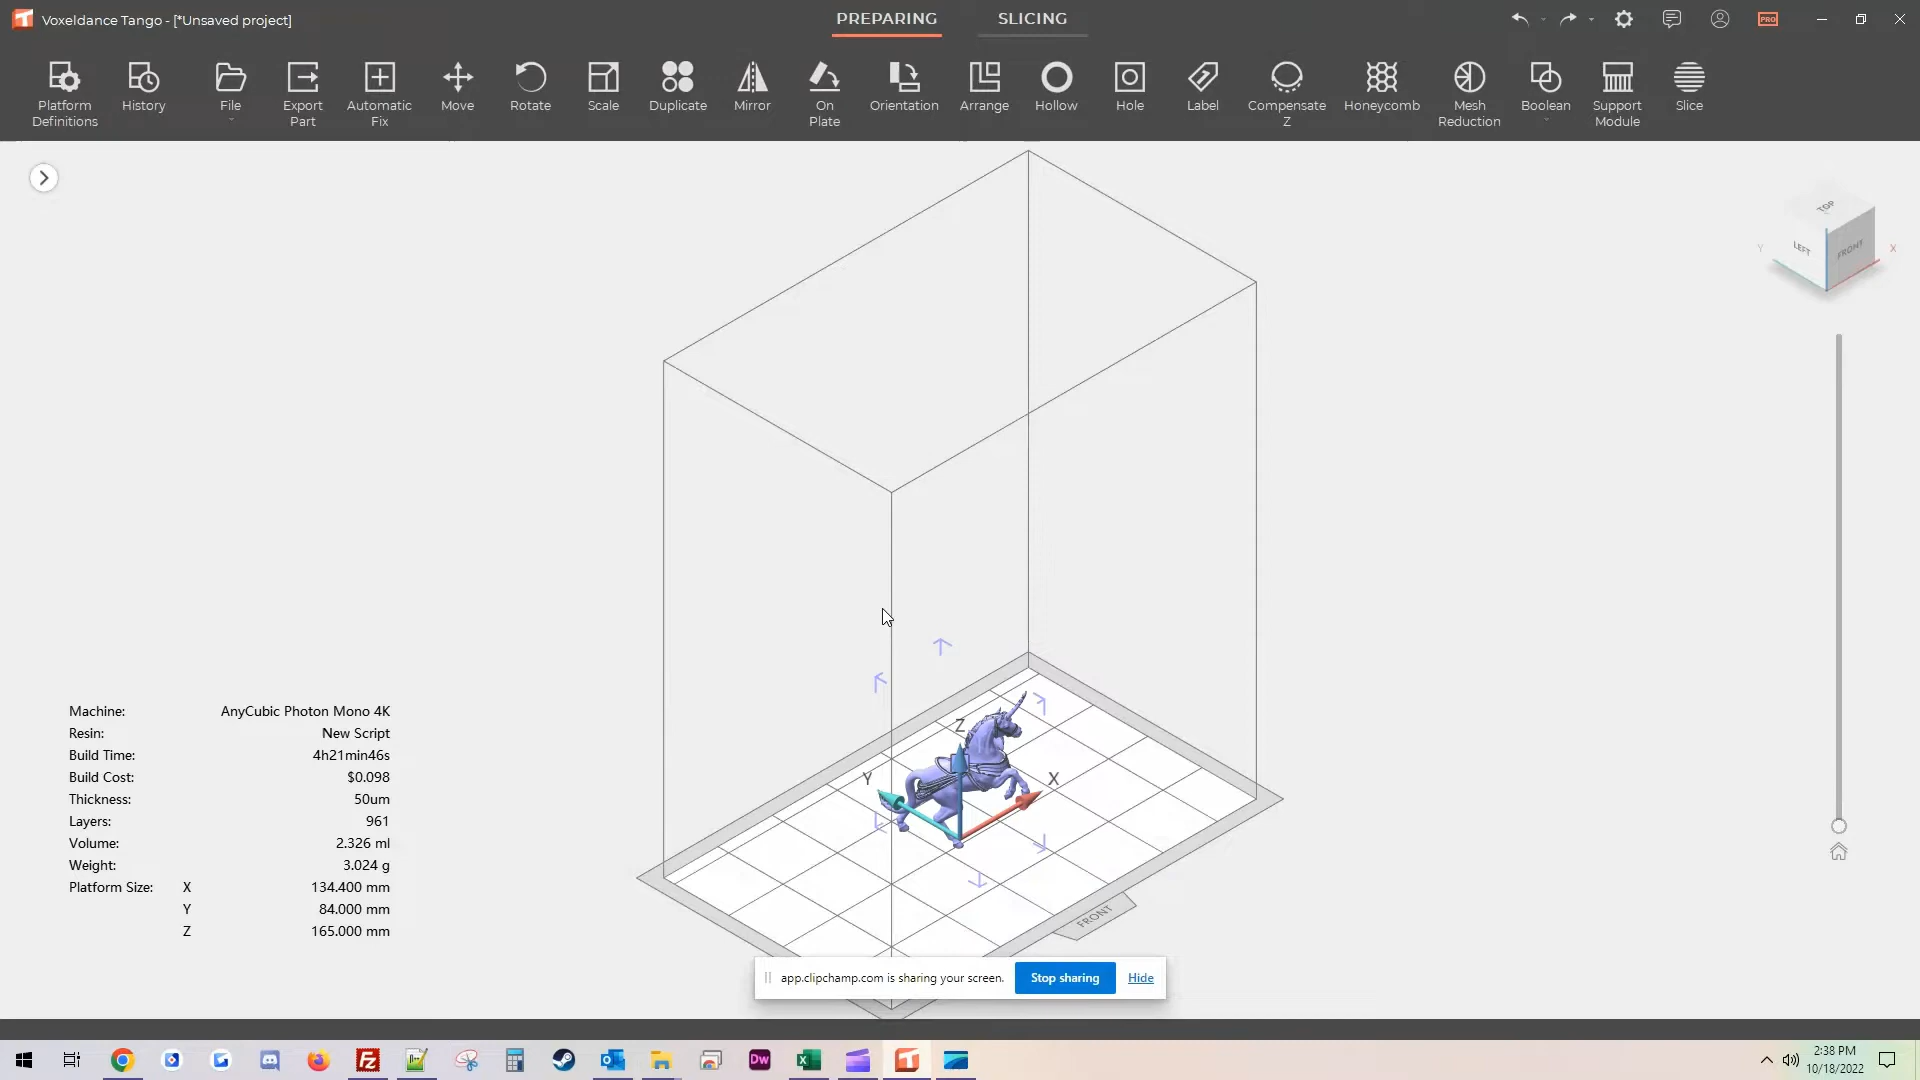 Voxeldance Tango - [*Unsaved project]
PREPARING
SLICING
PRO
Platform Definitions
History
File
Export Part
Automatic Fix
Move
Rotate
Scale
Duplicate
Mirror
On Plate
Orientation
Arrange
Hollow
Hole
Label
Compensate Z
Honeycomb
Mesh Reduction
Boolean
Support Module
Slice
TOP
LEFT
FRONT
Y
X
Z
Y
X
FRONT
Machine: AnyCubic Photon Mono 4K
Resin: New Script
Build Time: 4h21min46s
Build Cost: $0.098
Thickness: 50um
Layers: 961
Volume: 2.326 ml
Weight: 3.024 g
Platform Size: X 134.400 mm
Y 84.000 mm
Z 165.000 mm
app.clipchamp.com is sharing your screen.
Stop sharing
Hide
Fz
Dw
2:38 PM
10/18/2022